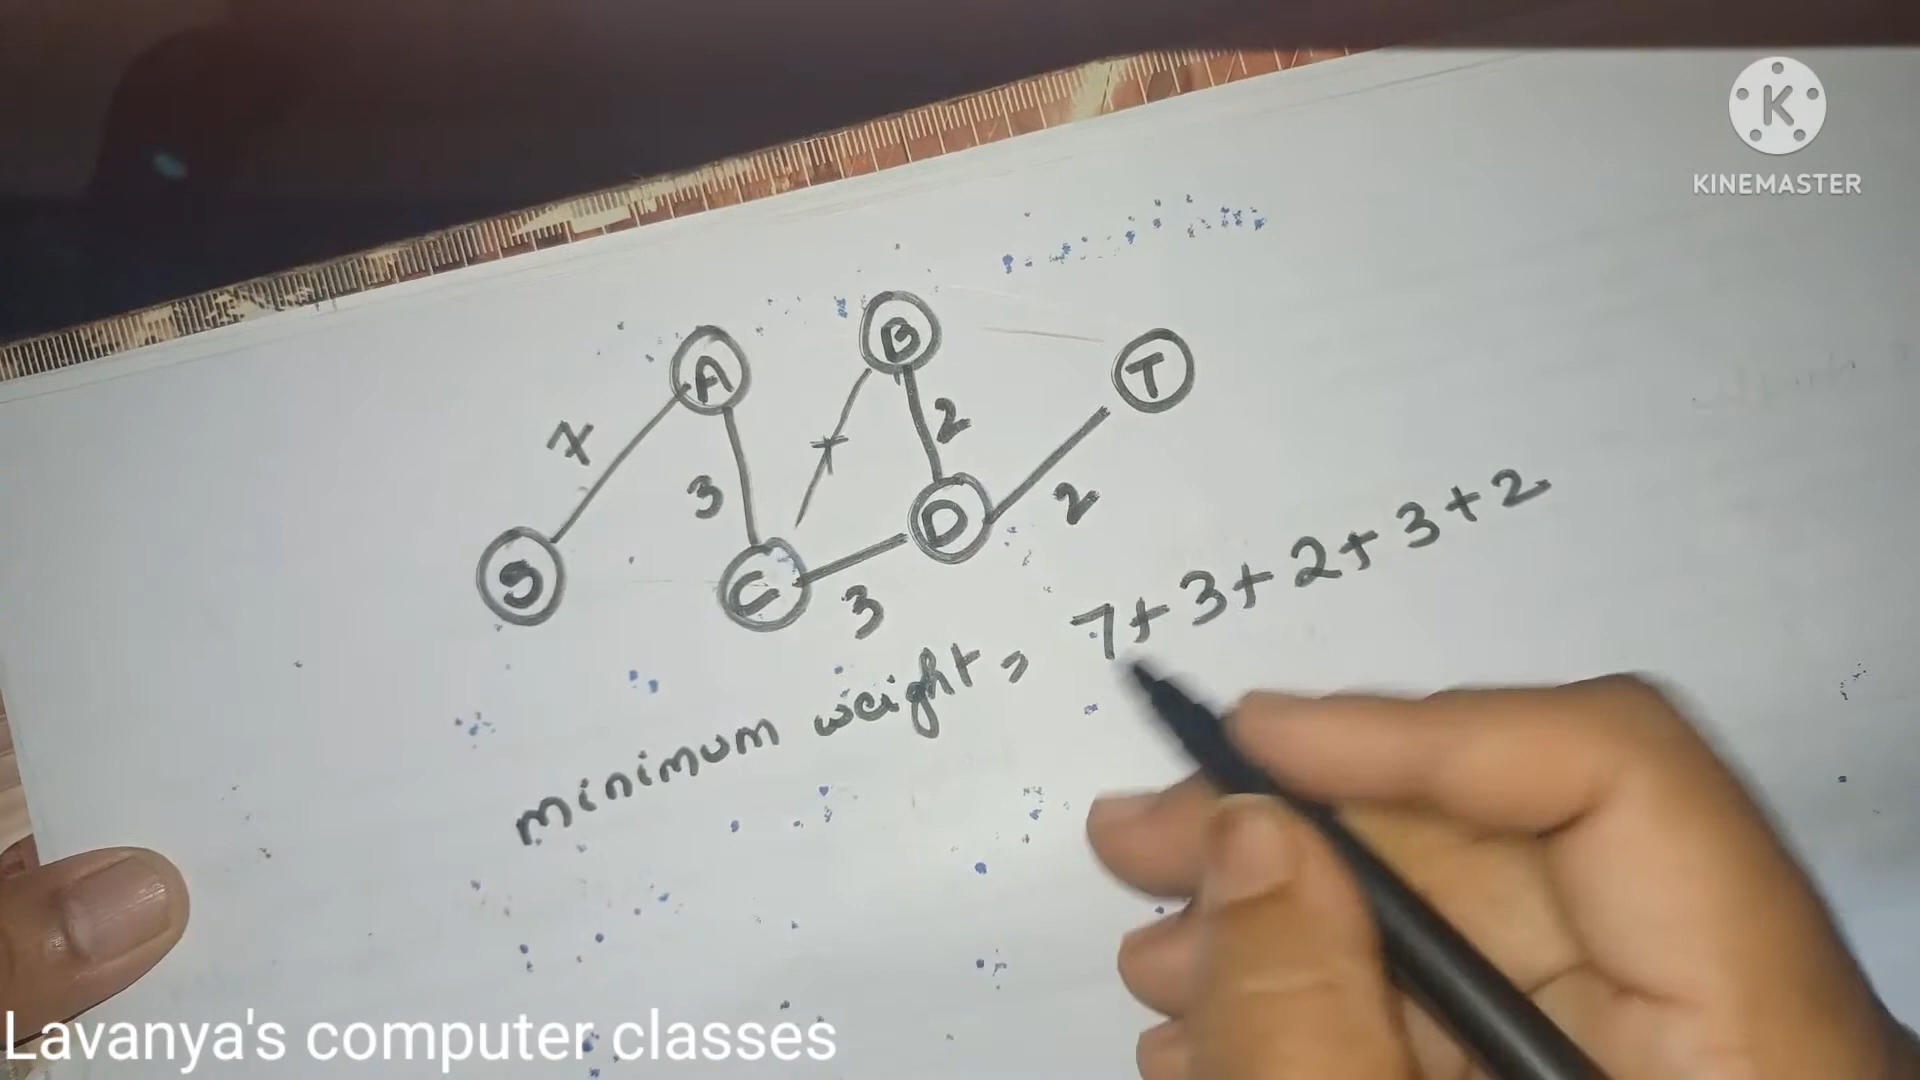 K
KINEMASTER
B
A
T
7
2
3
D
2
S
C
3
minimum weight = 7+3+2+3+2
Lavanya's computer classes